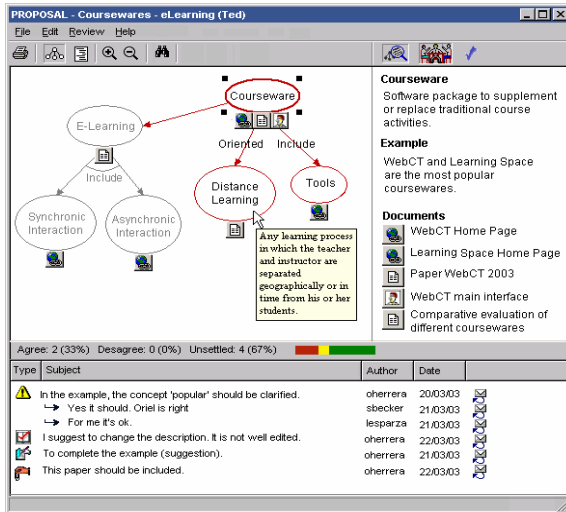 PROPOSAL - Coursewares - eLearning (Ted)
File Edit Review Help
Courseware
E-Learning
Oriented Include
Include
Distance
Learning
Tools
Synchronic
Interaction
Asynchronic
Interaction
Any learning process
in which the teacher
and instructor are
separated
geographically or in
time from his or her
students.
Courseware
Software package to supplement
or replace traditional course
activities.
Example
WebCT and Learning Space
are the most popular
coursewares.
Documents
WebCT Home Page
Learning Space Home Page
Paper WebCT 2003
WebCT main interface
Comparative evaluation of
different coursewares
Agree: 2 (33%) Desagree: 0 (0%) Unsettled: 4 (67%)
Type Subject Author Date
In the example, the concept 'popular' should be clarified. oherrera 20/03/03
Yes it should. Oriel is right sbecker 21/03/03
For me it's ok. lesparza 21/03/03
I suggest to change the description. It is not well edited. oherrera 22/03/03
To complete the example (suggestion). oherrera 21/03/03
This paper should be included. oherrera 22/03/03